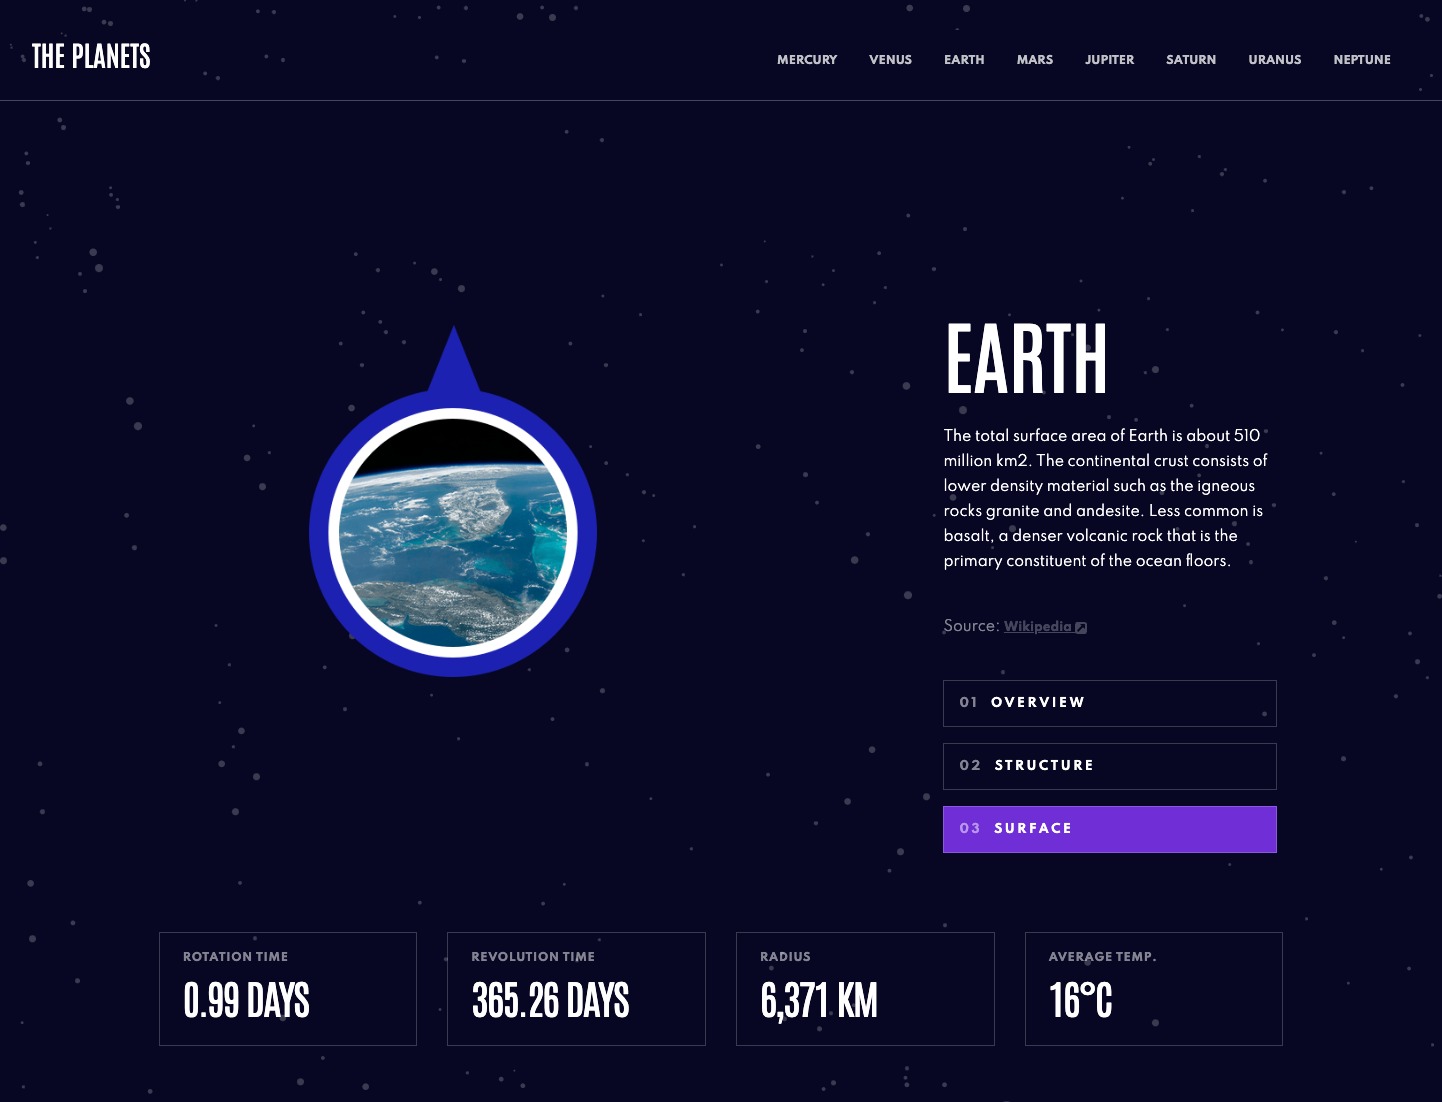 THE PLANETS
MERCURY VENUS EARTH MARS JUPITER SATURN URANUS NEPTUNE
EARTH
The total surface area of Earth is about 510
million km2. The continental crust consists of
lower density material such as the igneous
rocks granite and andesite. Less common is
basalt, a denser volcanic rock that is the
primary constituent of the ocean floors.
Source: Wikipedia
01 OVERVIEW
02 STRUCTURE
03 SURFACE
ROTATION TIME
0.99 DAYS
REVOLUTION TIME
365.26 DAYS
RADIUS
6,371 KM
AVERAGE TEMP.
16°C